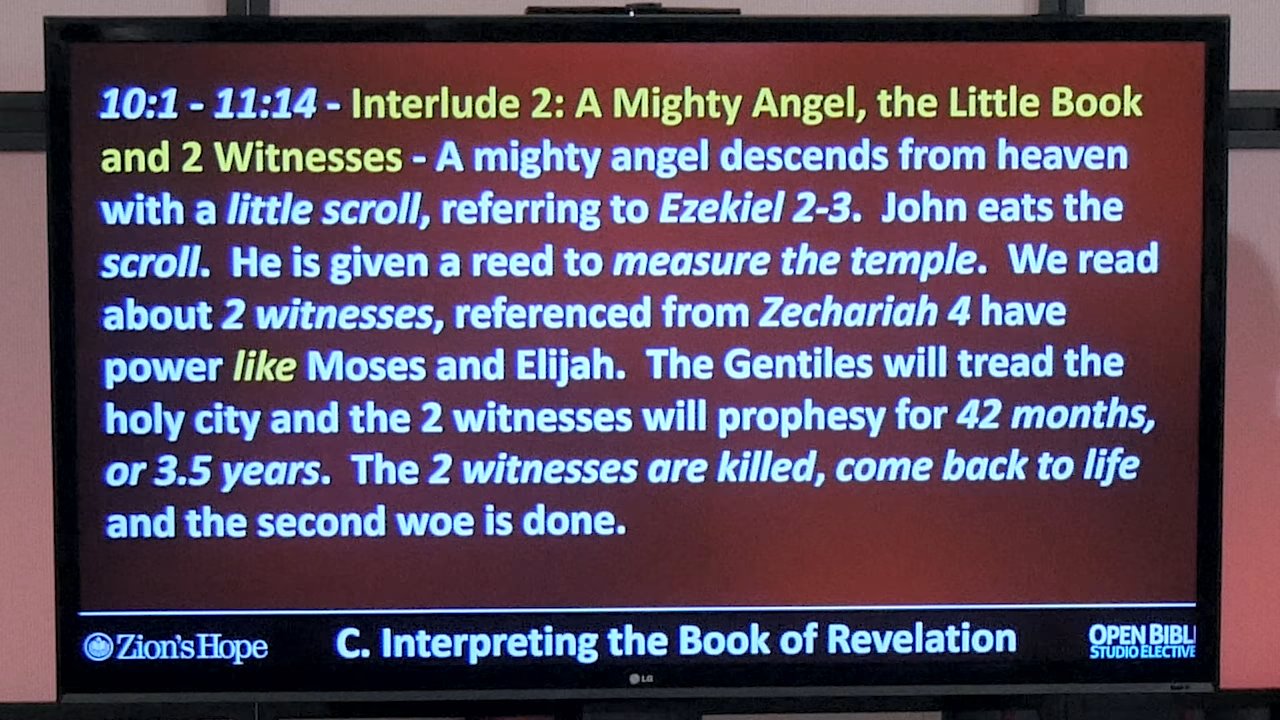 10:1 - 11:14 - Interlude 2: A Mighty Angel, the Little Book
and 2 Witnesses - A mighty angel descends from heaven
with a little scroll, referring to Ezekiel 2-3. John eats the
scroll. He is given a reed to measure the temple. We read
about 2 witnesses, referenced from Zechariah 4 have
power like Moses and Elijah. The Gentiles will tread the
holy city and the 2 witnesses will prophesy for 42 months,
or 3.5 years. The 2 witnesses are killed, come back to life
and the second woe is done.
Zion's Hope
C. Interpreting the Book of Revelation
OPEN BIBL
STUDIO ELECTIVE
LG